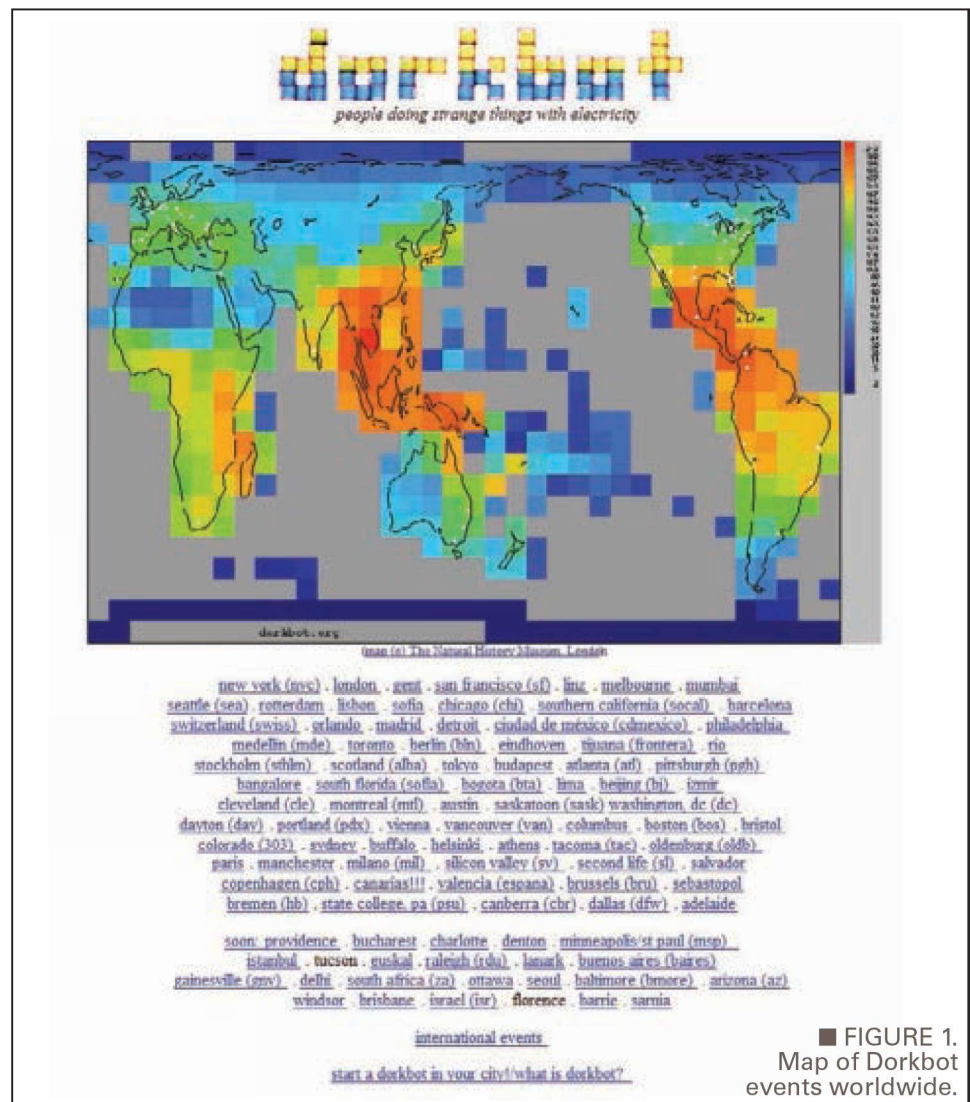 dorkbot
people doing strange things with electricity
dorkbot.org
(map (c) The Natural History Museum, London
new york (nyc) . london . gent . san francisco (sf) . linz . melbourne . mumbai
seattle (sea) . rotterdam . lisbon . sofia . chicago (chi) . southern california (socal) . barcelona
switzerland (swiss) . orlando . madrid . detroit . ciudad de méxico (cdmexico) . philadelphia
medellin (mde) . toronto . berlin (bln) . eindhoven . tijuana (frontera) . rio
stockholm (sthlm) . scotland (alba) . tokyo . budapest . atlanta (atl) . pittsburgh (pgh)
bangalore . south florida (sofla) . bogota (bta) . lima . beijing (bj) . izmir
cleveland (cle) . montreal (mtl) . austin . saskatoon (sask) washington, dc (dc)
dayton (day) . portland (pdx) . vienna . vancouver (van) . columbus . boston (bos) . bristol
colorado (303) . sydney . buffalo . helsinki . athens . tacoma (tac) . oldenburg (oldb)
paris . manchester . milano (mil) . silicon valley (sv) . second life (sl) . salvador
copenhagen (cph) . canarias!!! . valencia (espana) . brussels (bru) . sebastopol
bremen (hb) . state college, pa (psu) . canberra (cbr) . dallas (dfw) . adelaide
soon: providence . bucharest . charlotte . denton . minneapolis/st paul (msp)
istanbul . tucson . euskal . raleigh (rdu) . lanark . buenos aires (baires)
gainesville (gnv) . delhi . south africa (za) . ottawa . seoul . baltimore (bmore) . arizona (az)
windsor . brisbane . israel (isr) . florence . barrie . sarnia
international events
start a dorkbot in your city!/what is dorkbot?
■ FIGURE 1.
Map of Dorkbot
events worldwide.